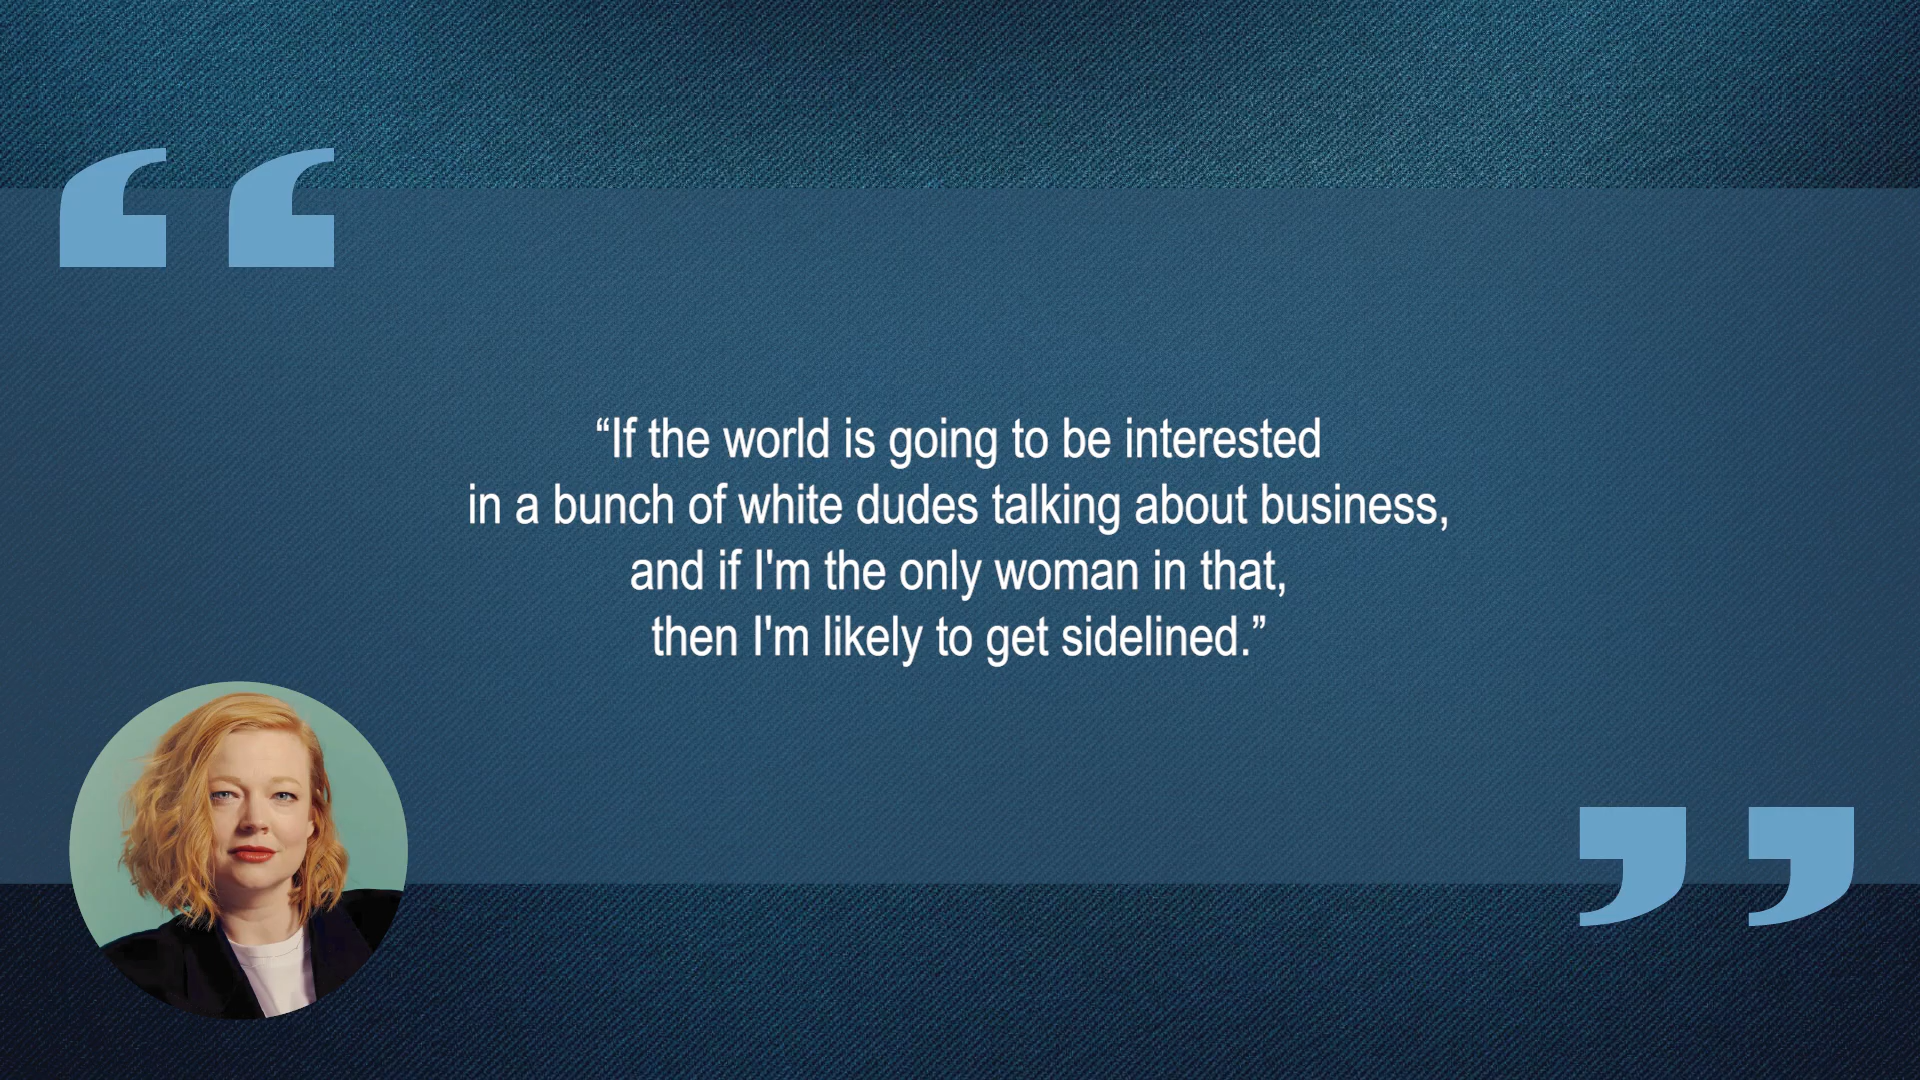 “If the world is going to be interested
in a bunch of white dudes talking about business,
and if I'm the only woman in that,
then I'm likely to get sidelined.”